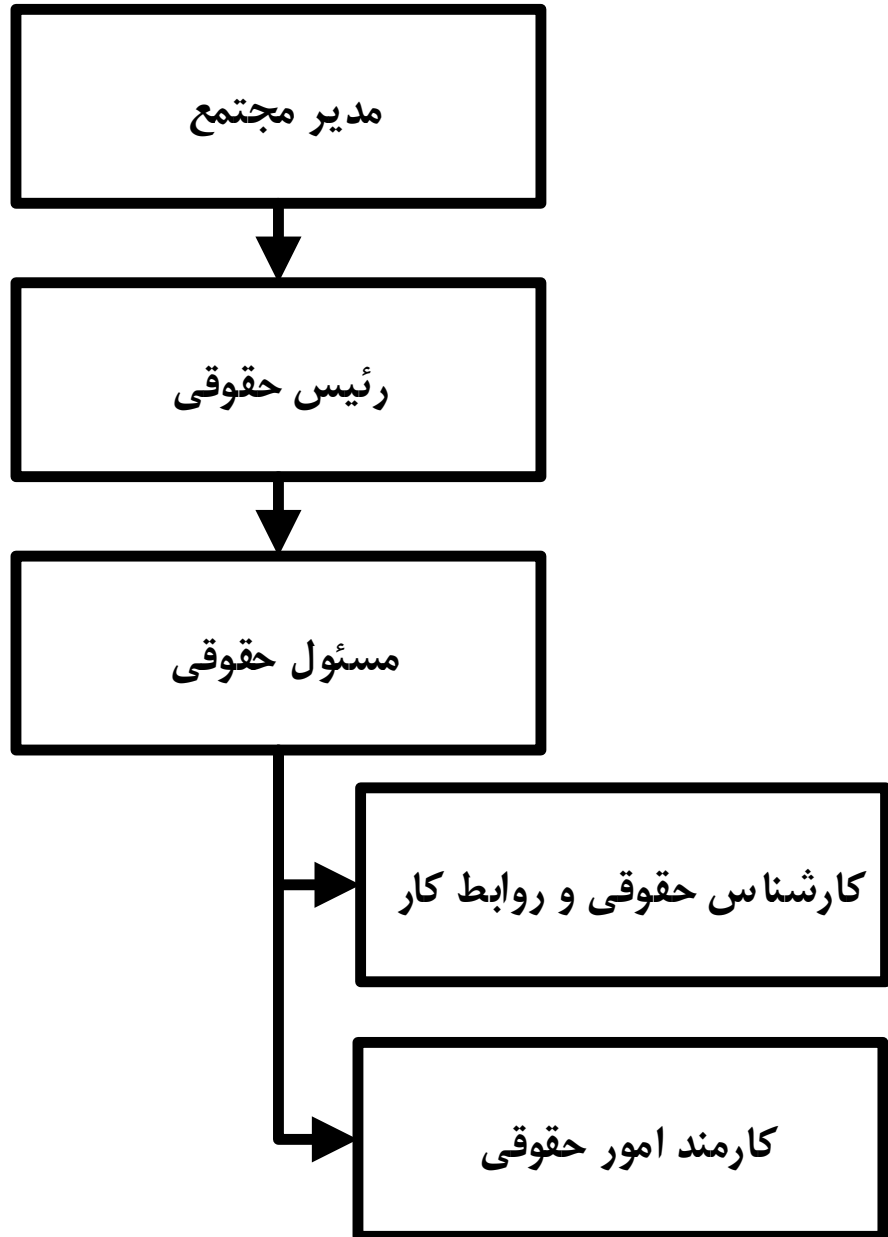 مدیر مجتمع
رئیس حقوقی
مسئول حقوقی
کارشناس حقوقی و روابط کار
کارمند امور حقوقی